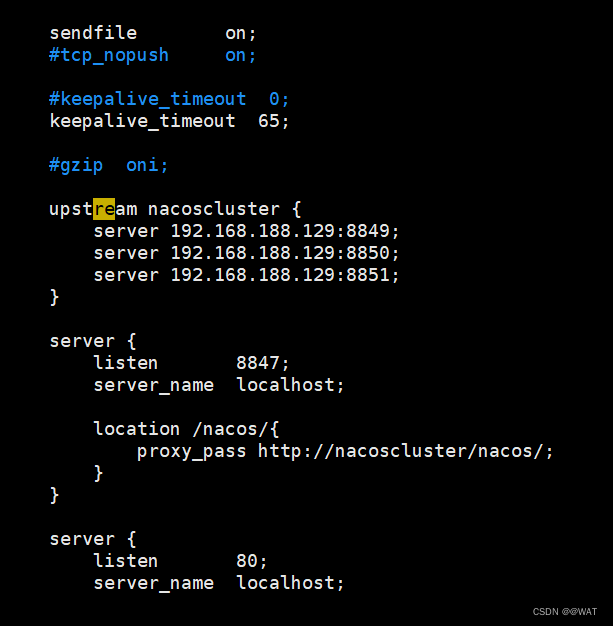 sendfile        on;
#tcp_nopush     on;
#keepalive_timeout  0;
keepalive_timeout  65;
#gzip  oni;
upstream nacoscluster {
    server 192.168.188.129:8849;
    server 192.168.188.129:8850;
    server 192.168.188.129:8851;
}
server {
    listen       8847;
    server_name  localhost;
    location /nacos/{
        proxy_pass http://nacoscluster/nacos/;
    }
}
server {
    listen       80;
    server_name  localhost;
CSDN @@WAT